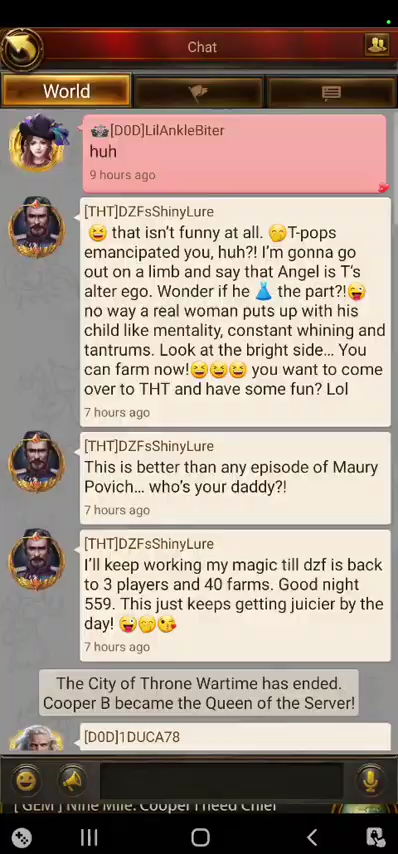 Chat
World
[D0D]LilAnkleBiter
huh
9 hours ago
[THT]DZFsShinyLure
😆 that isn’t funny at all. 🤭T-pops
emancipated you, huh?! I’m gonna go
out on a limb and say that Angel is T’s
alter ego. Wonder if he 👗 the part?!😜
no way a real woman puts up with his
child like mentality, constant whining and
tantrums. Look at the bright side… You
can farm now!😆😆😆 you want to come
over to THT and have some fun? Lol
7 hours ago
[THT]DZFsShinyLure
This is better than any episode of Maury
Povich… who’s your daddy?!
7 hours ago
[THT]DZFsShinyLure
I’ll keep working my magic till dzf is back
to 3 players and 40 farms. Good night
559. This just keeps getting juicier by the
day! 😜🤭😘
7 hours ago
The City of Throne Wartime has ended.
Cooper B became the Queen of the Server!
[D0D]1DUCA78
[ GEM ] Nine Mile: Cooper I need Chief